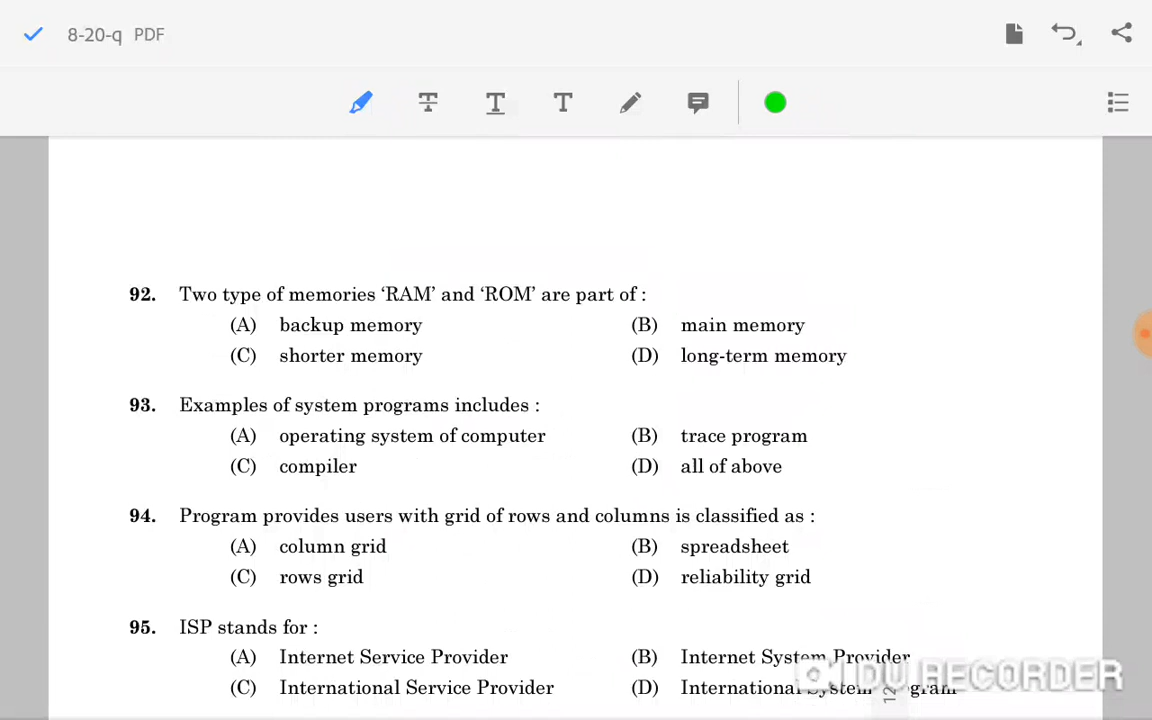 8-20-q PDF
92. Two type of memories ‘RAM’ and ‘ROM’ are part of :
(A) backup memory (B) main memory
(C) shorter memory (D) long-term memory
93. Examples of system programs includes :
(A) operating system of computer (B) trace program
(C) compiler (D) all of above
94. Program provides users with grid of rows and columns is classified as :
(A) column grid (B) spreadsheet
(C) rows grid (D) reliability grid
95. ISP stands for :
(A) Internet Service Provider (B) Internet System Provider
(C) International Service Provider (D) International System
DU RECORDER
12